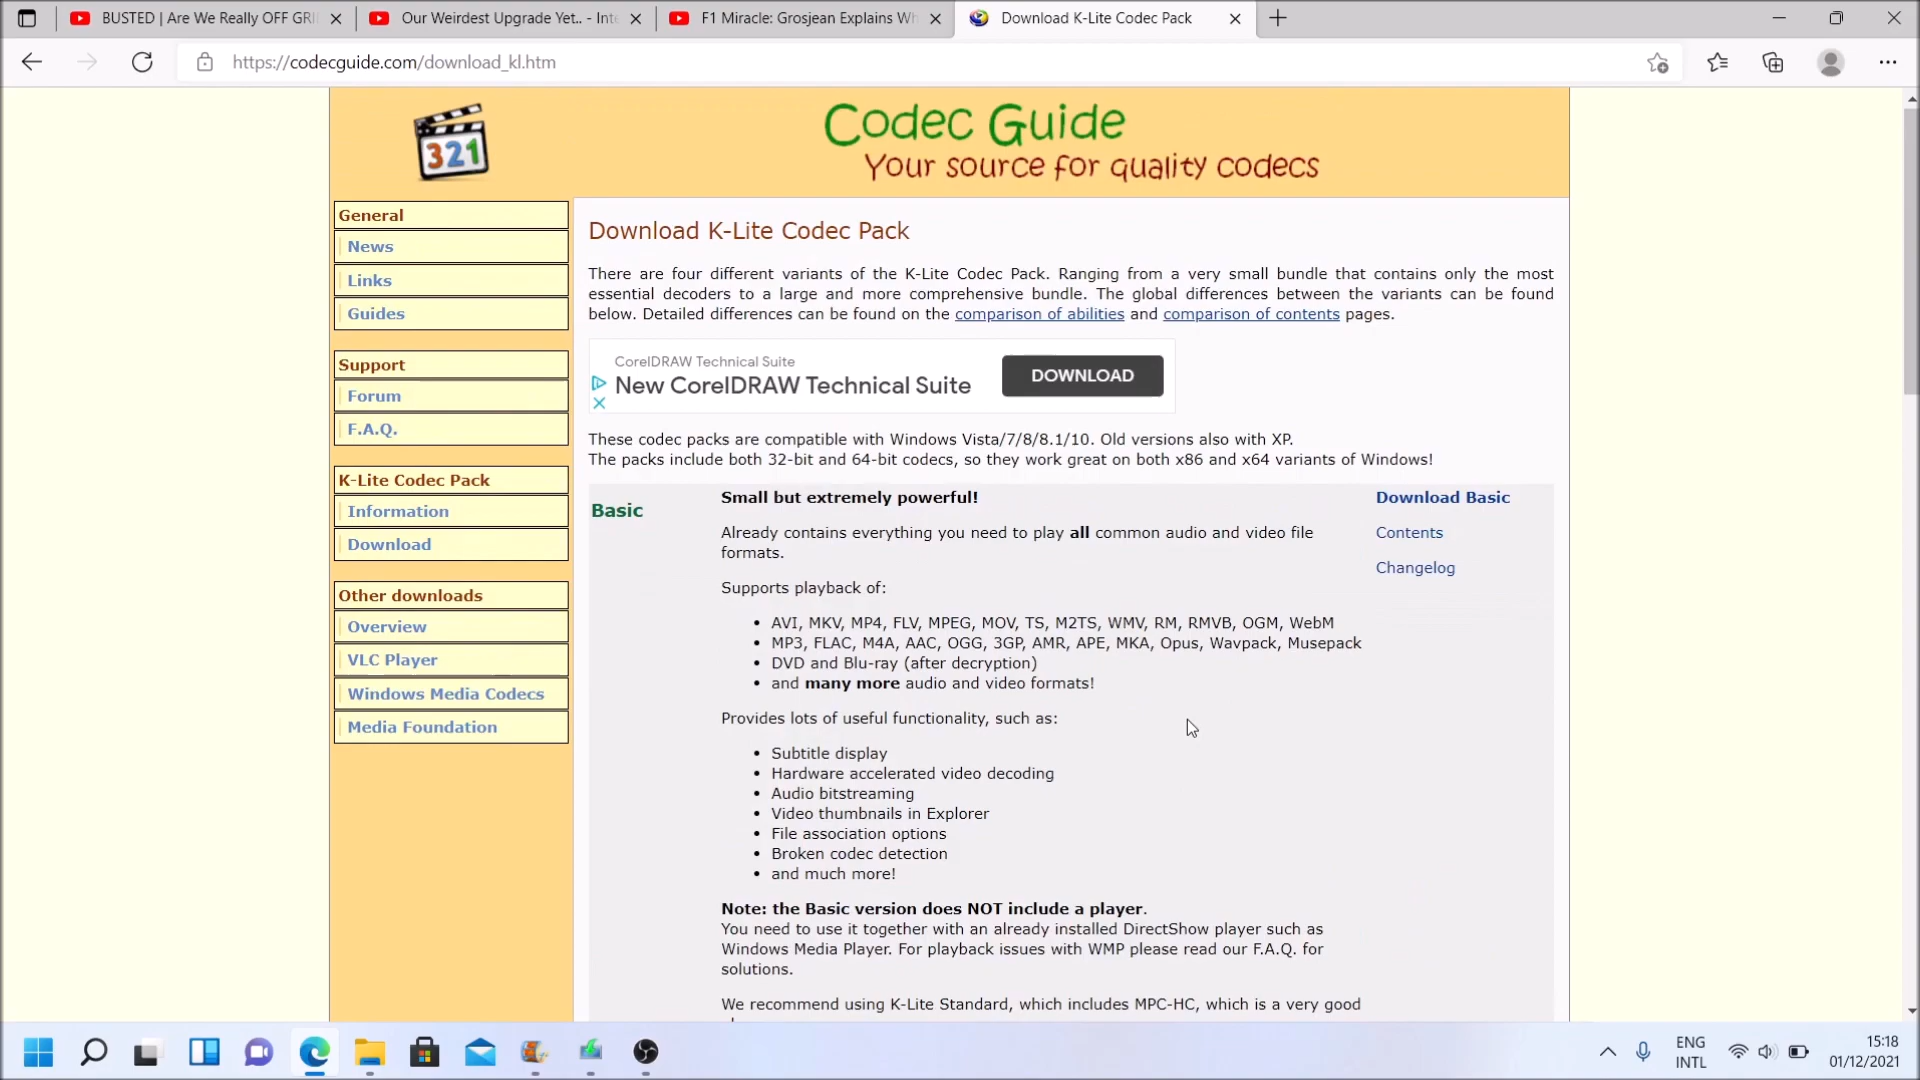 BUSTED | Are We Really OFF GRI
Our Weirdest Upgrade Yet.. - Inte
F1 Miracle: Grosjean Explains Wh
Download K-Lite Codec Pack
https://codecguide.com/download_kl.htm
321
Codec Guide
Your source for quality codecs
General
News
Links
Guides
Support
Forum
F.A.Q.
K-Lite Codec Pack
Information
Download
Other downloads
Overview
VLC Player
Windows Media Codecs
Media Foundation
Download K-Lite Codec Pack
There are four different variants of the K-Lite Codec Pack. Ranging from a very small bundle that contains only the most
essential decoders to a large and more comprehensive bundle. The global differences between the variants can be found
below. Detailed differences can be found on the comparison of abilities and comparison of contents pages.
CorelDRAW Technical Suite
New CorelDRAW Technical Suite
DOWNLOAD
These codec packs are compatible with Windows Vista/7/8/8.1/10. Old versions also with XP.
The packs include both 32-bit and 64-bit codecs, so they work great on both x86 and x64 variants of Windows!
Basic
Small but extremely powerful!
Already contains everything you need to play all common audio and video file
formats.
Supports playback of:
• AVI, MKV, MP4, FLV, MPEG, MOV, TS, M2TS, WMV, RM, RMVB, OGM, WebM
• MP3, FLAC, M4A, AAC, OGG, 3GP, AMR, APE, MKA, Opus, Wavpack, Musepack
• DVD and Blu-ray (after decryption)
• and many more audio and video formats!
Provides lots of useful functionality, such as:
• Subtitle display
• Hardware accelerated video decoding
• Audio bitstreaming
• Video thumbnails in Explorer
• File association options
• Broken codec detection
• and much more!
Note: the Basic version does NOT include a player.
You need to use it together with an already installed DirectShow player such as
Windows Media Player. For playback issues with WMP please read our F.A.Q. for
solutions.
We recommend using K-Lite Standard, which includes MPC-HC, which is a very good
Download Basic
Contents
Changelog
ENG
INTL
15:18
01/12/2021